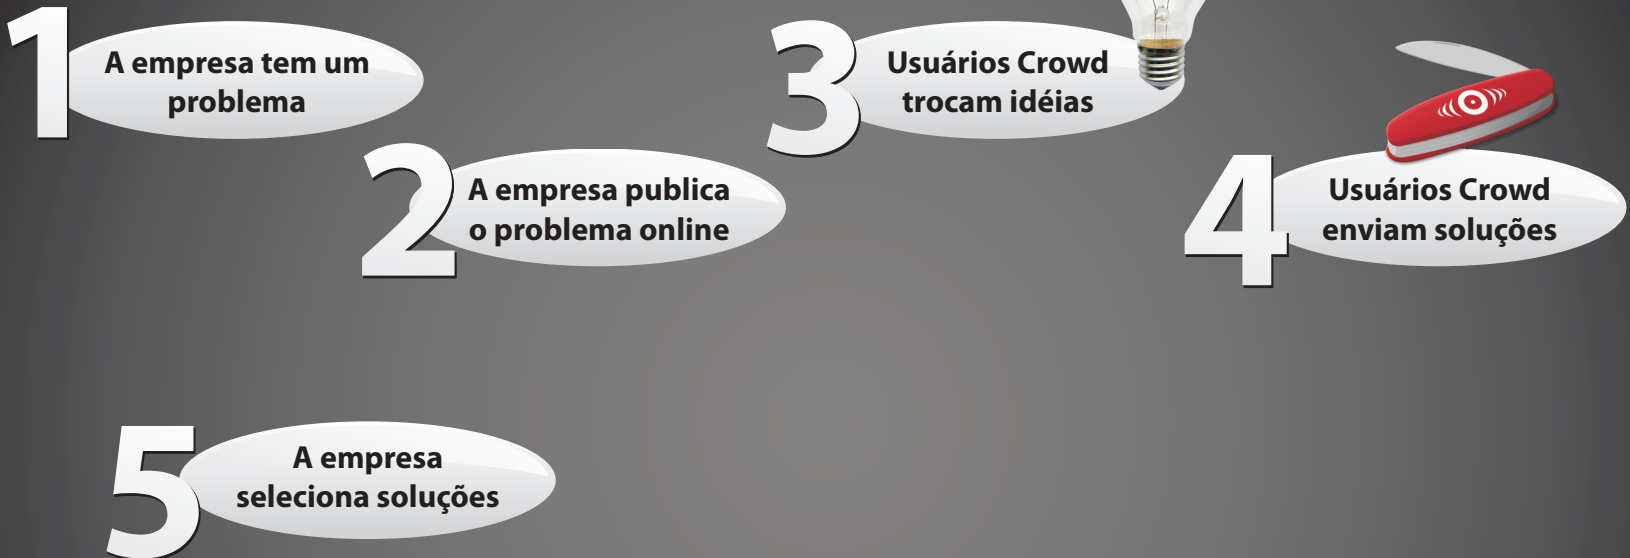 1
A empresa tem um
problema
2
A empresa publica
o problema online
3
Usuários Crowd
trocam idéias
4
Usuários Crowd
enviam soluções
5
A empresa
seleciona soluções